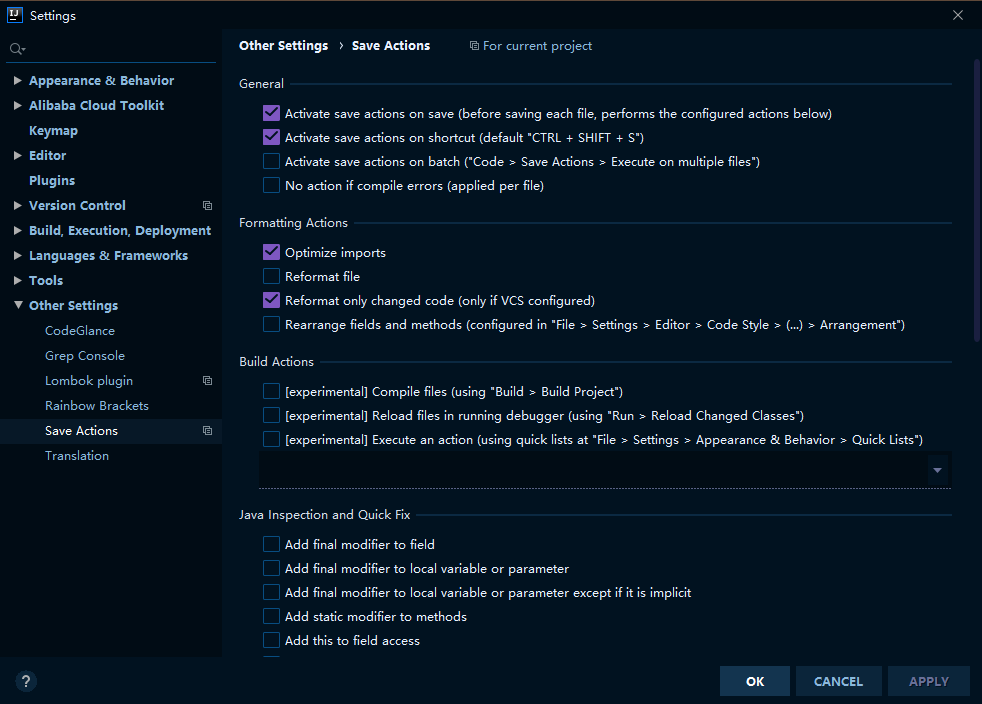 IJ Settings
Appearance & Behavior
Alibaba Cloud Toolkit
Keymap
Editor
Plugins
Version Control
Build, Execution, Deployment
Languages & Frameworks
Tools
Other Settings
CodeGlance
Grep Console
Lombok plugin
Rainbow Brackets
Save Actions
Translation
Other Settings › Save Actions For current project
General
Activate save actions on save (before saving each file, performs the configured actions below)
Activate save actions on shortcut (default "CTRL + SHIFT + S")
Activate save actions on batch ("Code > Save Actions > Execute on multiple files")
No action if compile errors (applied per file)
Formatting Actions
Optimize imports
Reformat file
Reformat only changed code (only if VCS configured)
Rearrange fields and methods (configured in "File > Settings > Editor > Code Style > (...) > Arrangement")
Build Actions
[experimental] Compile files (using "Build > Build Project")
[experimental] Reload files in running debugger (using "Run > Reload Changed Classes")
[experimental] Execute an action (using quick lists at "File > Settings > Appearance & Behavior > Quick Lists")
Java Inspection and Quick Fix
Add final modifier to field
Add final modifier to local variable or parameter
Add final modifier to local variable or parameter except if it is implicit
Add static modifier to methods
Add this to field access
? OK CANCEL APPLY